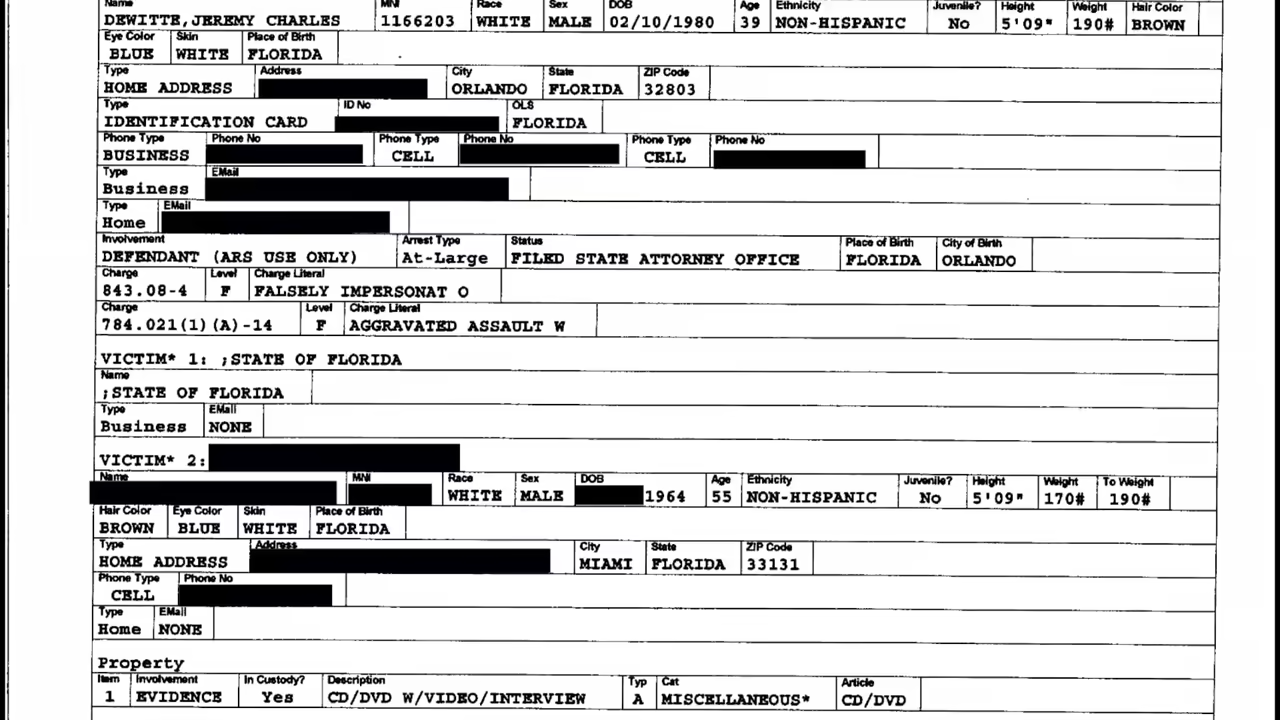 Name MNI Race Sex DOB Age Ethnicity Juvenile? Height Weight Hair Color
DEWITTE,JEREMY CHARLES 1166203 WHITE MALE 02/10/1980 39 NON-HISPANIC No 5'09" 190# BROWN
Eye Color Skin Place of Birth
BLUE WHITE FLORIDA
Type Address City State ZIP Code
HOME ADDRESS ORLANDO FLORIDA 32803
Type ID No OLS
IDENTIFICATION CARD FLORIDA
Phone Type Phone No Phone Type Phone No Phone Type Phone No
BUSINESS CELL CELL
Type EMail
Business
Type EMail
Home
Involvement Arrest Type Status Place of Birth City of Birth
DEFENDANT (ARS USE ONLY) At-Large FILED STATE ATTORNEY OFFICE FLORIDA ORLANDO
Charge Level Charge Literal
843.08-4 F FALSELY IMPERSONAT O
Charge Level Charge Literal
784.021(1)(A)-14 F AGGRAVATED ASSAULT W
VICTIM* 1: ;STATE OF FLORIDA
Name
;STATE OF FLORIDA
Type EMail
Business NONE
VICTIM* 2:
Name MNI Race Sex DOB Age Ethnicity Juvenile? Height Weight To Weight
WHITE MALE 1964 55 NON-HISPANIC No 5'09" 170# 190#
Hair Color Eye Color Skin Place of Birth
BROWN BLUE WHITE FLORIDA
Type Address City State ZIP Code
HOME ADDRESS MIAMI FLORIDA 33131
Phone Type Phone No
CELL
Type EMail
Home NONE
Property
Item Involvement In Custody? Description Typ Cat Article
1 EVIDENCE Yes CD/DVD W/VIDEO/INTERVIEW A MISCELLANEOUS* CD/DVD